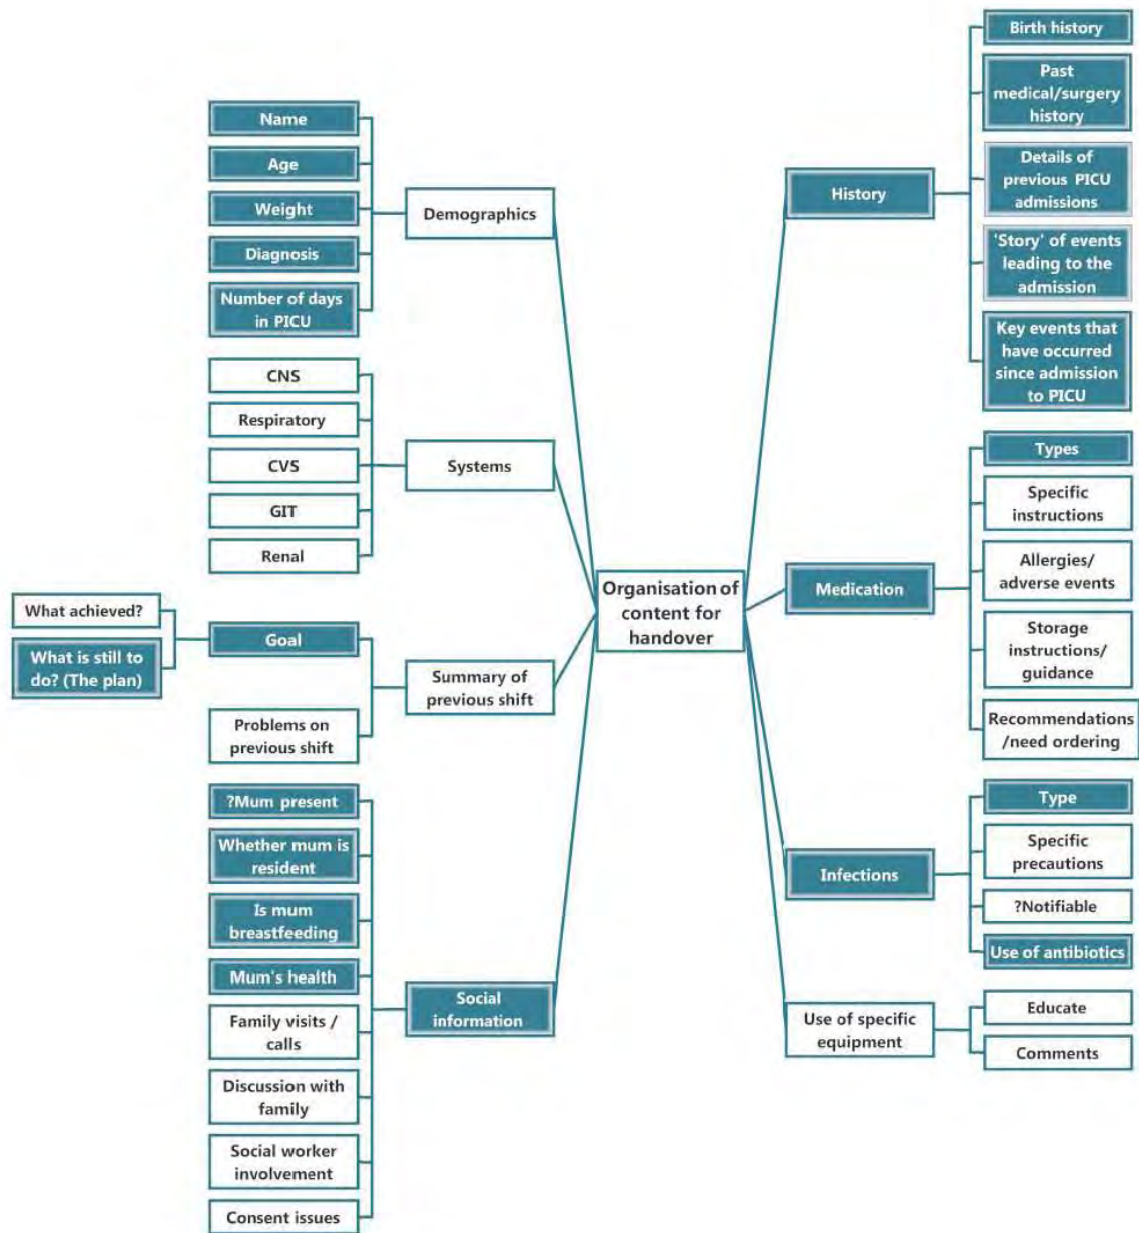 Name
Age
Weight
Diagnosis
Number of days
in PICU
Demographics
CNS
Respiratory
CVS
GIT
Renal
Systems
What achieved?
What is still to
do? (The plan)
Goal
Problems on
previous shift
Summary of
previous shift
?Mum present
Whether mum is
resident
Is mum
breastfeeding
Mum's health
Family visits /
calls
Discussion with
family
Social worker
involvement
Consent issues
Social
information
Organisation of
content for
handover
History
Birth history
Past
medical/surgery
history
Details of
previous PICU
admissions
'Story' of events
leading to the
admission
Key events that
have occurred
since admission
to PICU
Medication
Types
Specific
instructions
Allergies/
adverse events
Storage
instructions/
guidance
Recommendations
/need ordering
Infections
Type
Specific
precautions
?Notifiable
Use of antibiotics
Use of specific
equipment
Educate
Comments